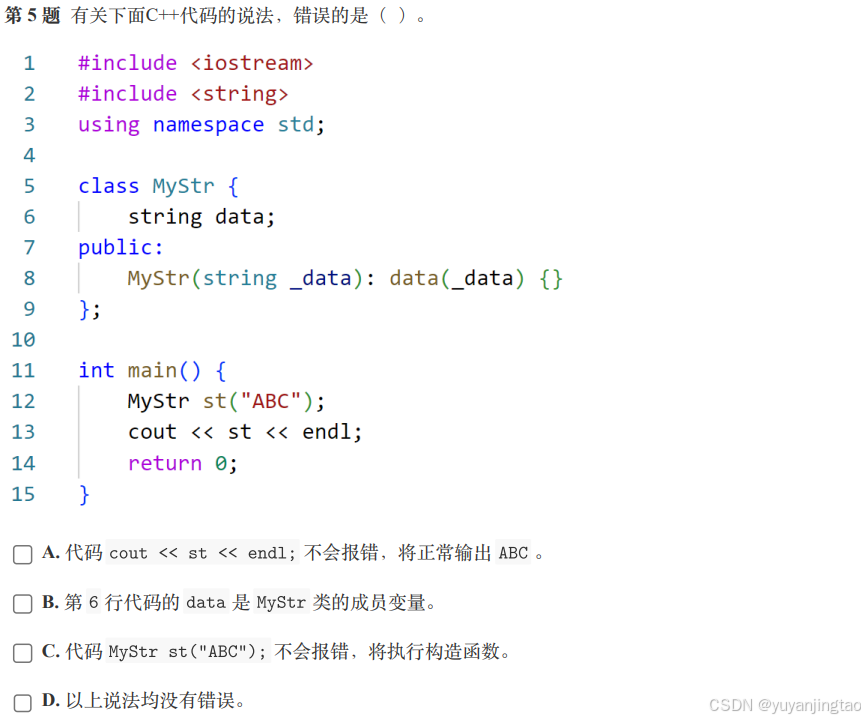 第 5 题 有关下面C++代码的说法，错误的是（ ）。
1 #include <iostream>
2 #include <string>
3 using namespace std;
4
5 class MyStr {
6 string data;
7 public:
8 MyStr(string _data): data(_data) {}
9 };
10
11 int main() {
12 MyStr st("ABC");
13 cout << st << endl;
14 return 0;
15 }
A. 代码 cout << st << endl; 不会报错，将正常输出 ABC 。
B. 第 6 行代码的 data 是 MyStr 类的成员变量。
C. 代码 MyStr st("ABC"); 不会报错，将执行构造函数。
D. 以上说法均没有错误。
CSDN @yuyanjingtao